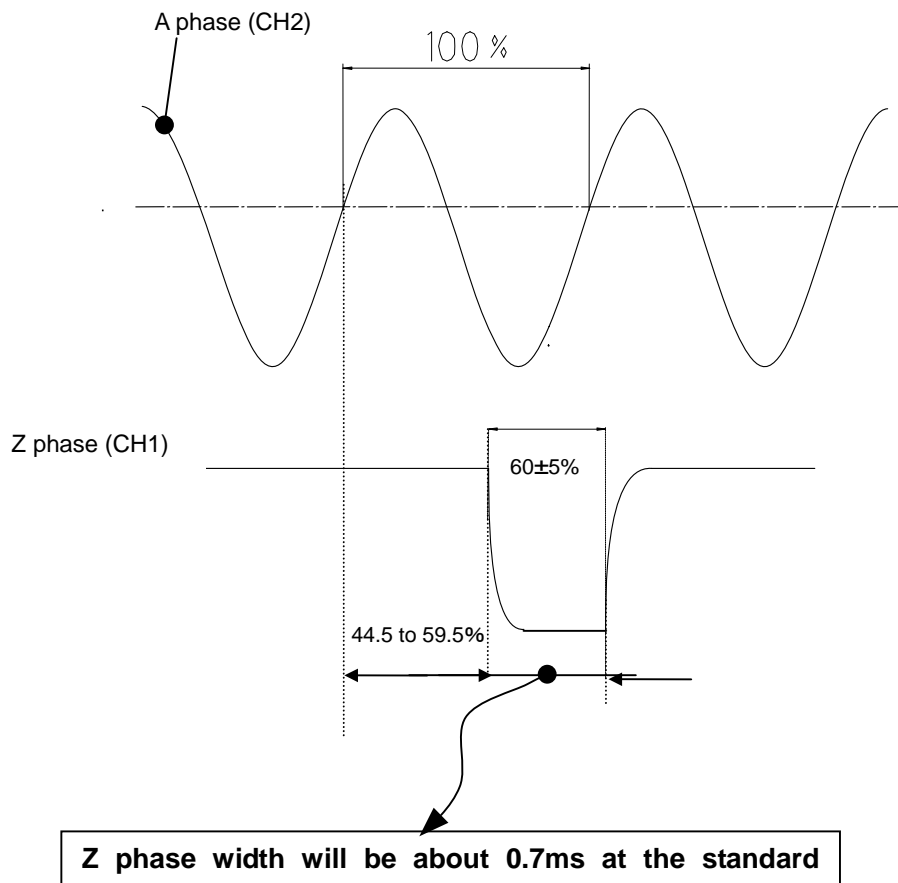 A phase (CH2)
100%
Z phase (CH1)
60±5%
44.5 to 59.5%
Z phase width will be about 0.7ms at the standard